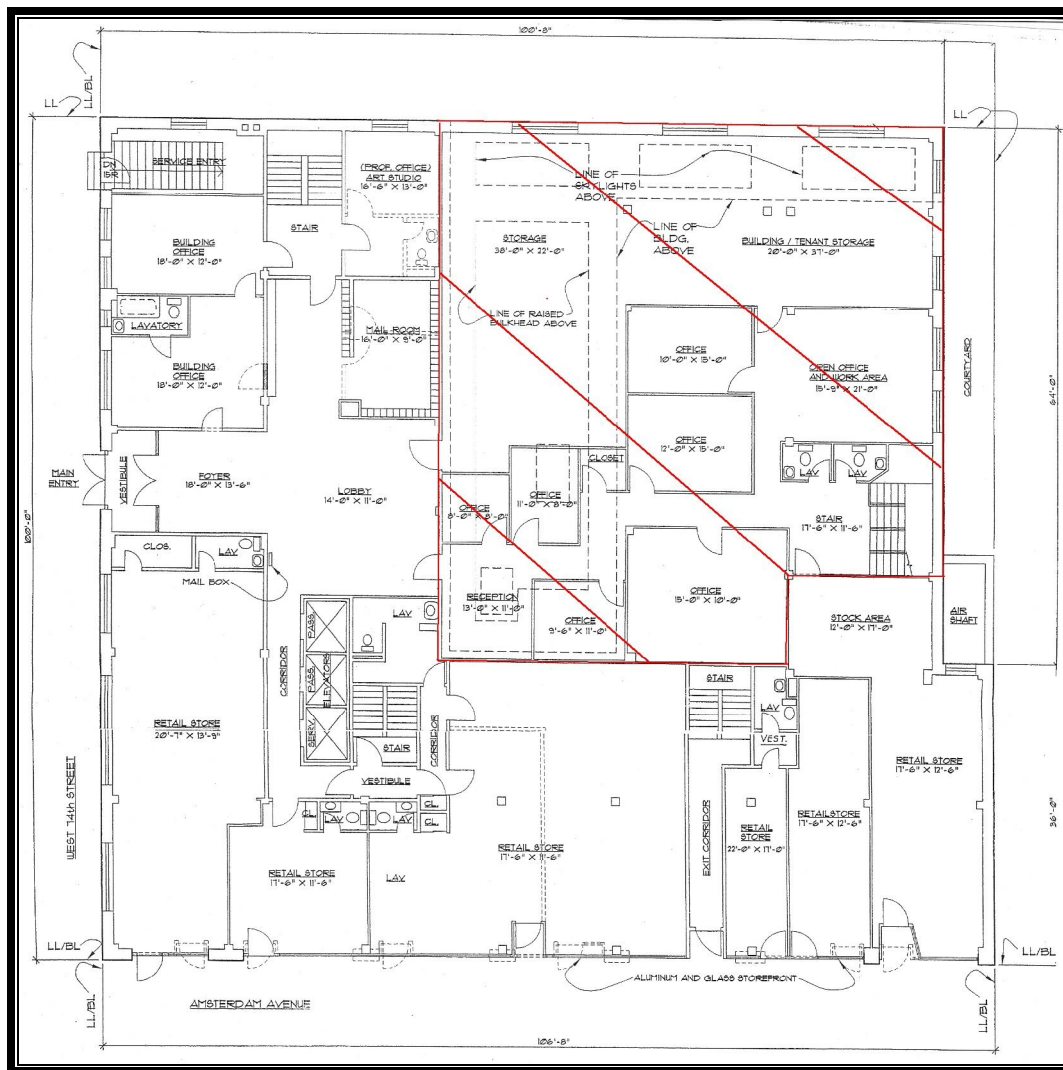 100'-8"
LL/BL
LL
LL
DN
15R
SERVICE ENTRY
(PROF. OFFICE)
ART STUDIO
16'-6" X 13'-0"
LINE OF
SKYLIGHTS
ABOVE
STAIR
LINE OF
BLDG.
ABOVE
STORAGE
38'-0" X 22'-0"
BUILDING / TENANT STORAGE
20'-0" X 37'-0"
BUILDING
OFFICE
18'-0" X 12'-0"
LAVATORY
MAIL ROOM
16'-0" X 9'-0"
LINE OF RAISED
BULKHEAD ABOVE
BUILDING
OFFICE
18'-0" X 12'-0"
OFFICE
10'-0" X 15'-0"
OPEN OFFICE
AND WORK AREA
15'-9" X 21'-0"
COURTYARD
64'-0"
OFFICE
12'-0" X 15'-0"
CLOSET
LAV
LAV
MAIN
ENTRY
VESTIBULE
FOYER
18'-0" X 13'-6"
LOBBY
14'-0" X 11'-0"
OFFICE
11'-0" X 8'-0"
OFFICE
8'-0" X 8'-0"
STAIR
17'-6" X 11'-6"
100'-0"
CLOS.
LAV
MAIL BOX
RECEPTION
13'-0" X 11'-0"
OFFICE
9'-6" X 11'-0"
OFFICE
15'-0" X 10'-0"
STOCK AREA
12'-0" X 17'-0"
AIR
SHAFT
PASS.
PASS.
SERV.
ELEVATORS
LAV
CORRIDOR
CORRIDOR
STAIR
STAIR
LAV
VEST.
RETAIL STORE
20'-7" X 13'-9"
VESTIBULE
RETAIL STORE
17'-6" X 12'-6"
WEST 74th STREET
CL.
LAV
LAV
CL.
CL.
RETAIL STORE
17'-6" X 12'-6"
36'-0"
RETAIL
STORE
22'-0" X 17'-0"
EXIT CORRIDOR
RETAIL STORE
17'-6" X 11'-6"
RETAIL STORE
17'-6" X 11'-6"
LAV
LL/BL
LL/BL
ALUMINUM AND GLASS STOREFRONT
AMSTERDAM AVENUE
LL/BL
LL/BL
106'-8"